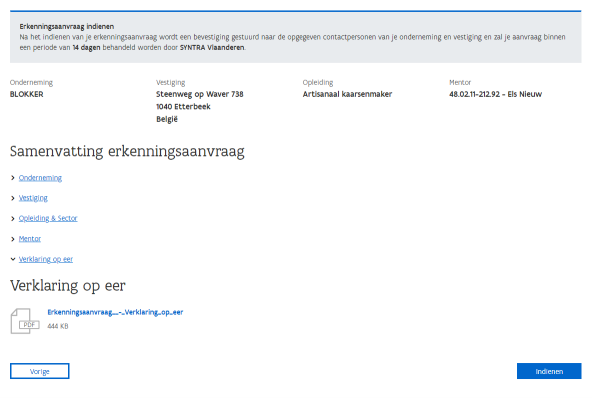 Erkenningsaanvraag indienen
Na het indienen van je erkenningsaanvraag wordt een bevestiging gestuurd naar de opgegeven contactpersonen van je onderneming en vestiging en zal je aanvraag binnen
een periode van 14 dagen behandeld worden door SYNTRA Vlaanderen.
Onderneming Vestiging Opleiding Mentor
BLOKKER Steenweg op Waver 738 Artisanaal kaarsenmaker 48.02.11-212.92 - Els Nieuw
1040 Etterbeek
België
Samenvatting erkenningsaanvraag
Onderneming
Vestiging
Opleiding & Sector
Mentor
Verklaring op eer
Verklaring op eer
Erkenningsaanvraag__-_Verklaring_op_eer
PDF
444 KB
Vorige Indienen